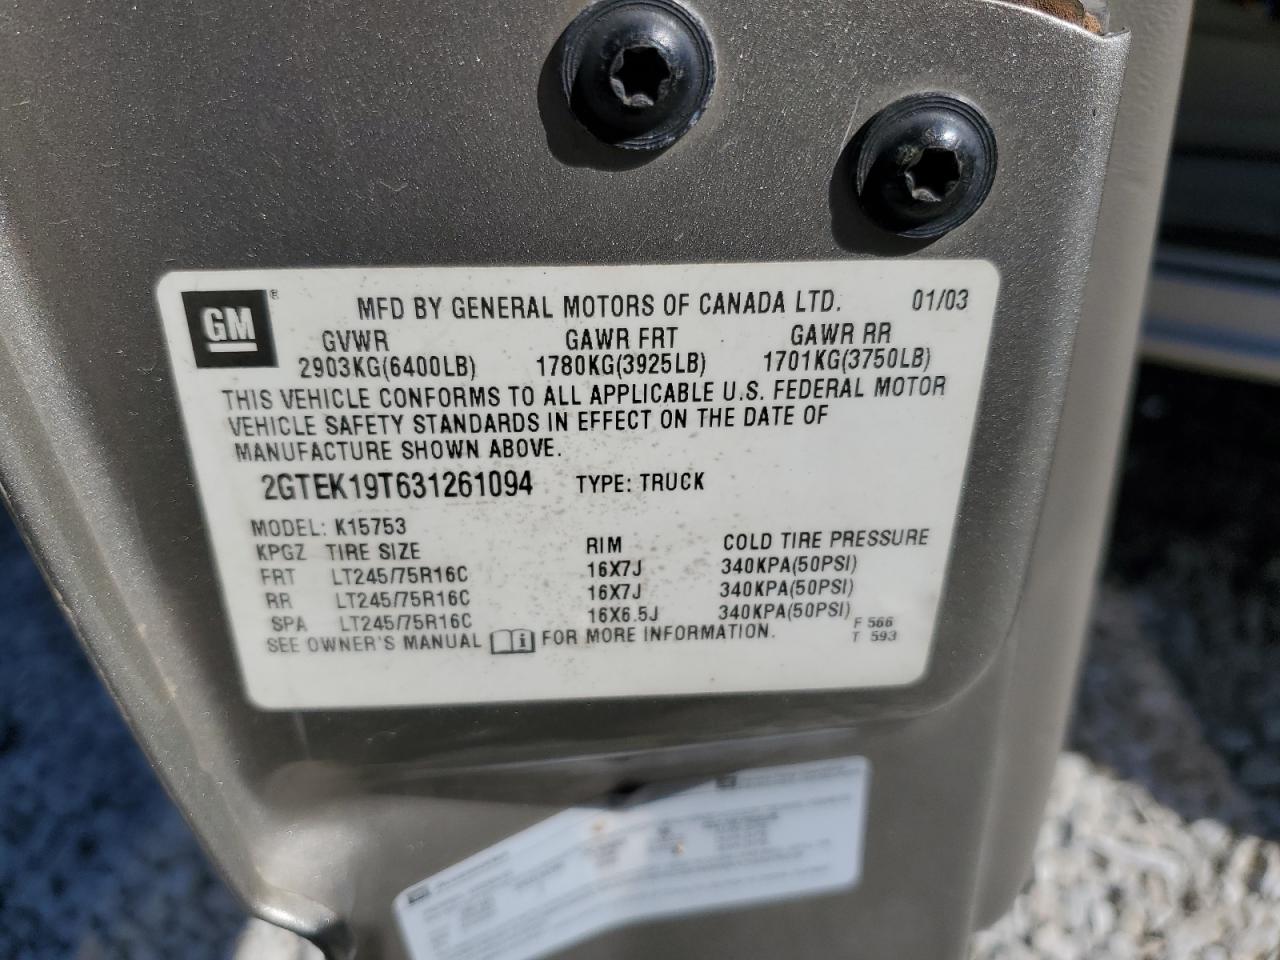 GM ® MFD BY GENERAL MOTORS OF CANADA LTD. 01/03
GVWR GAWR FRT GAWR RR
2903KG(6400LB) 1780KG(3925LB) 1701KG(3750LB)
THIS VEHICLE CONFORMS TO ALL APPLICABLE U.S. FEDERAL MOTOR
VEHICLE SAFETY STANDARDS IN EFFECT ON THE DATE OF
MANUFACTURE SHOWN ABOVE.
2GTEK19T631261094 TYPE: TRUCK
MODEL: K15753
KPGZ TIRE SIZE RIM COLD TIRE PRESSURE
FRT LT245/75R16C 16X7J 340KPA(50PSI)
RR LT245/75R16C 16X7J 340KPA(50PSI)
SPA LT245/75R16C 16X6.5J 340KPA(50PSI)
SEE OWNER'S MANUAL i FOR MORE INFORMATION.
F 566
T 593
GM